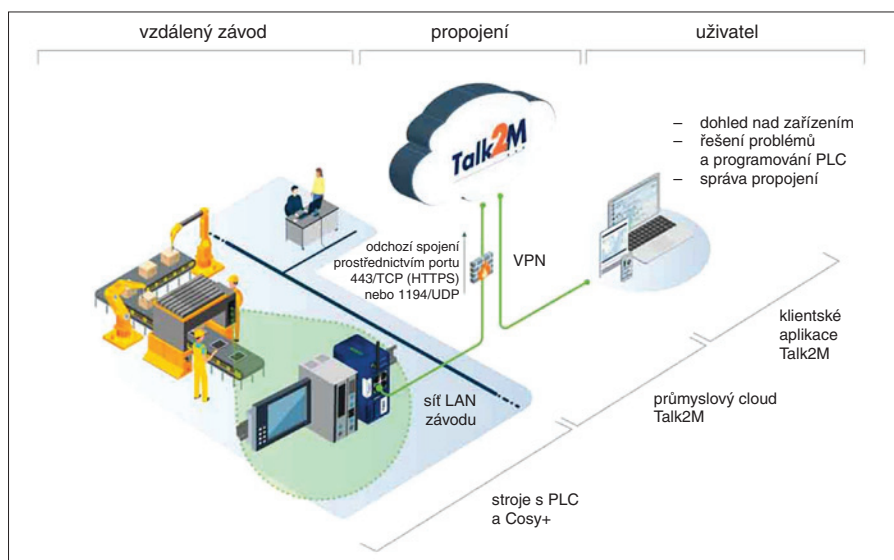 vzdálený závod
propojení
uživatel
Talk2M
– dohled nad zařízením
– řešení problémů
a programování PLC
– správa propojení
odchozí spojení
prostřednictvím portu
443/TCP (HTTPS)
nebo 1194/UDP
VPN
klientské
aplikace
Talk2M
síť LAN
závodu
průmyslový cloud
Talk2M
stroje s PLC
a Cosy+